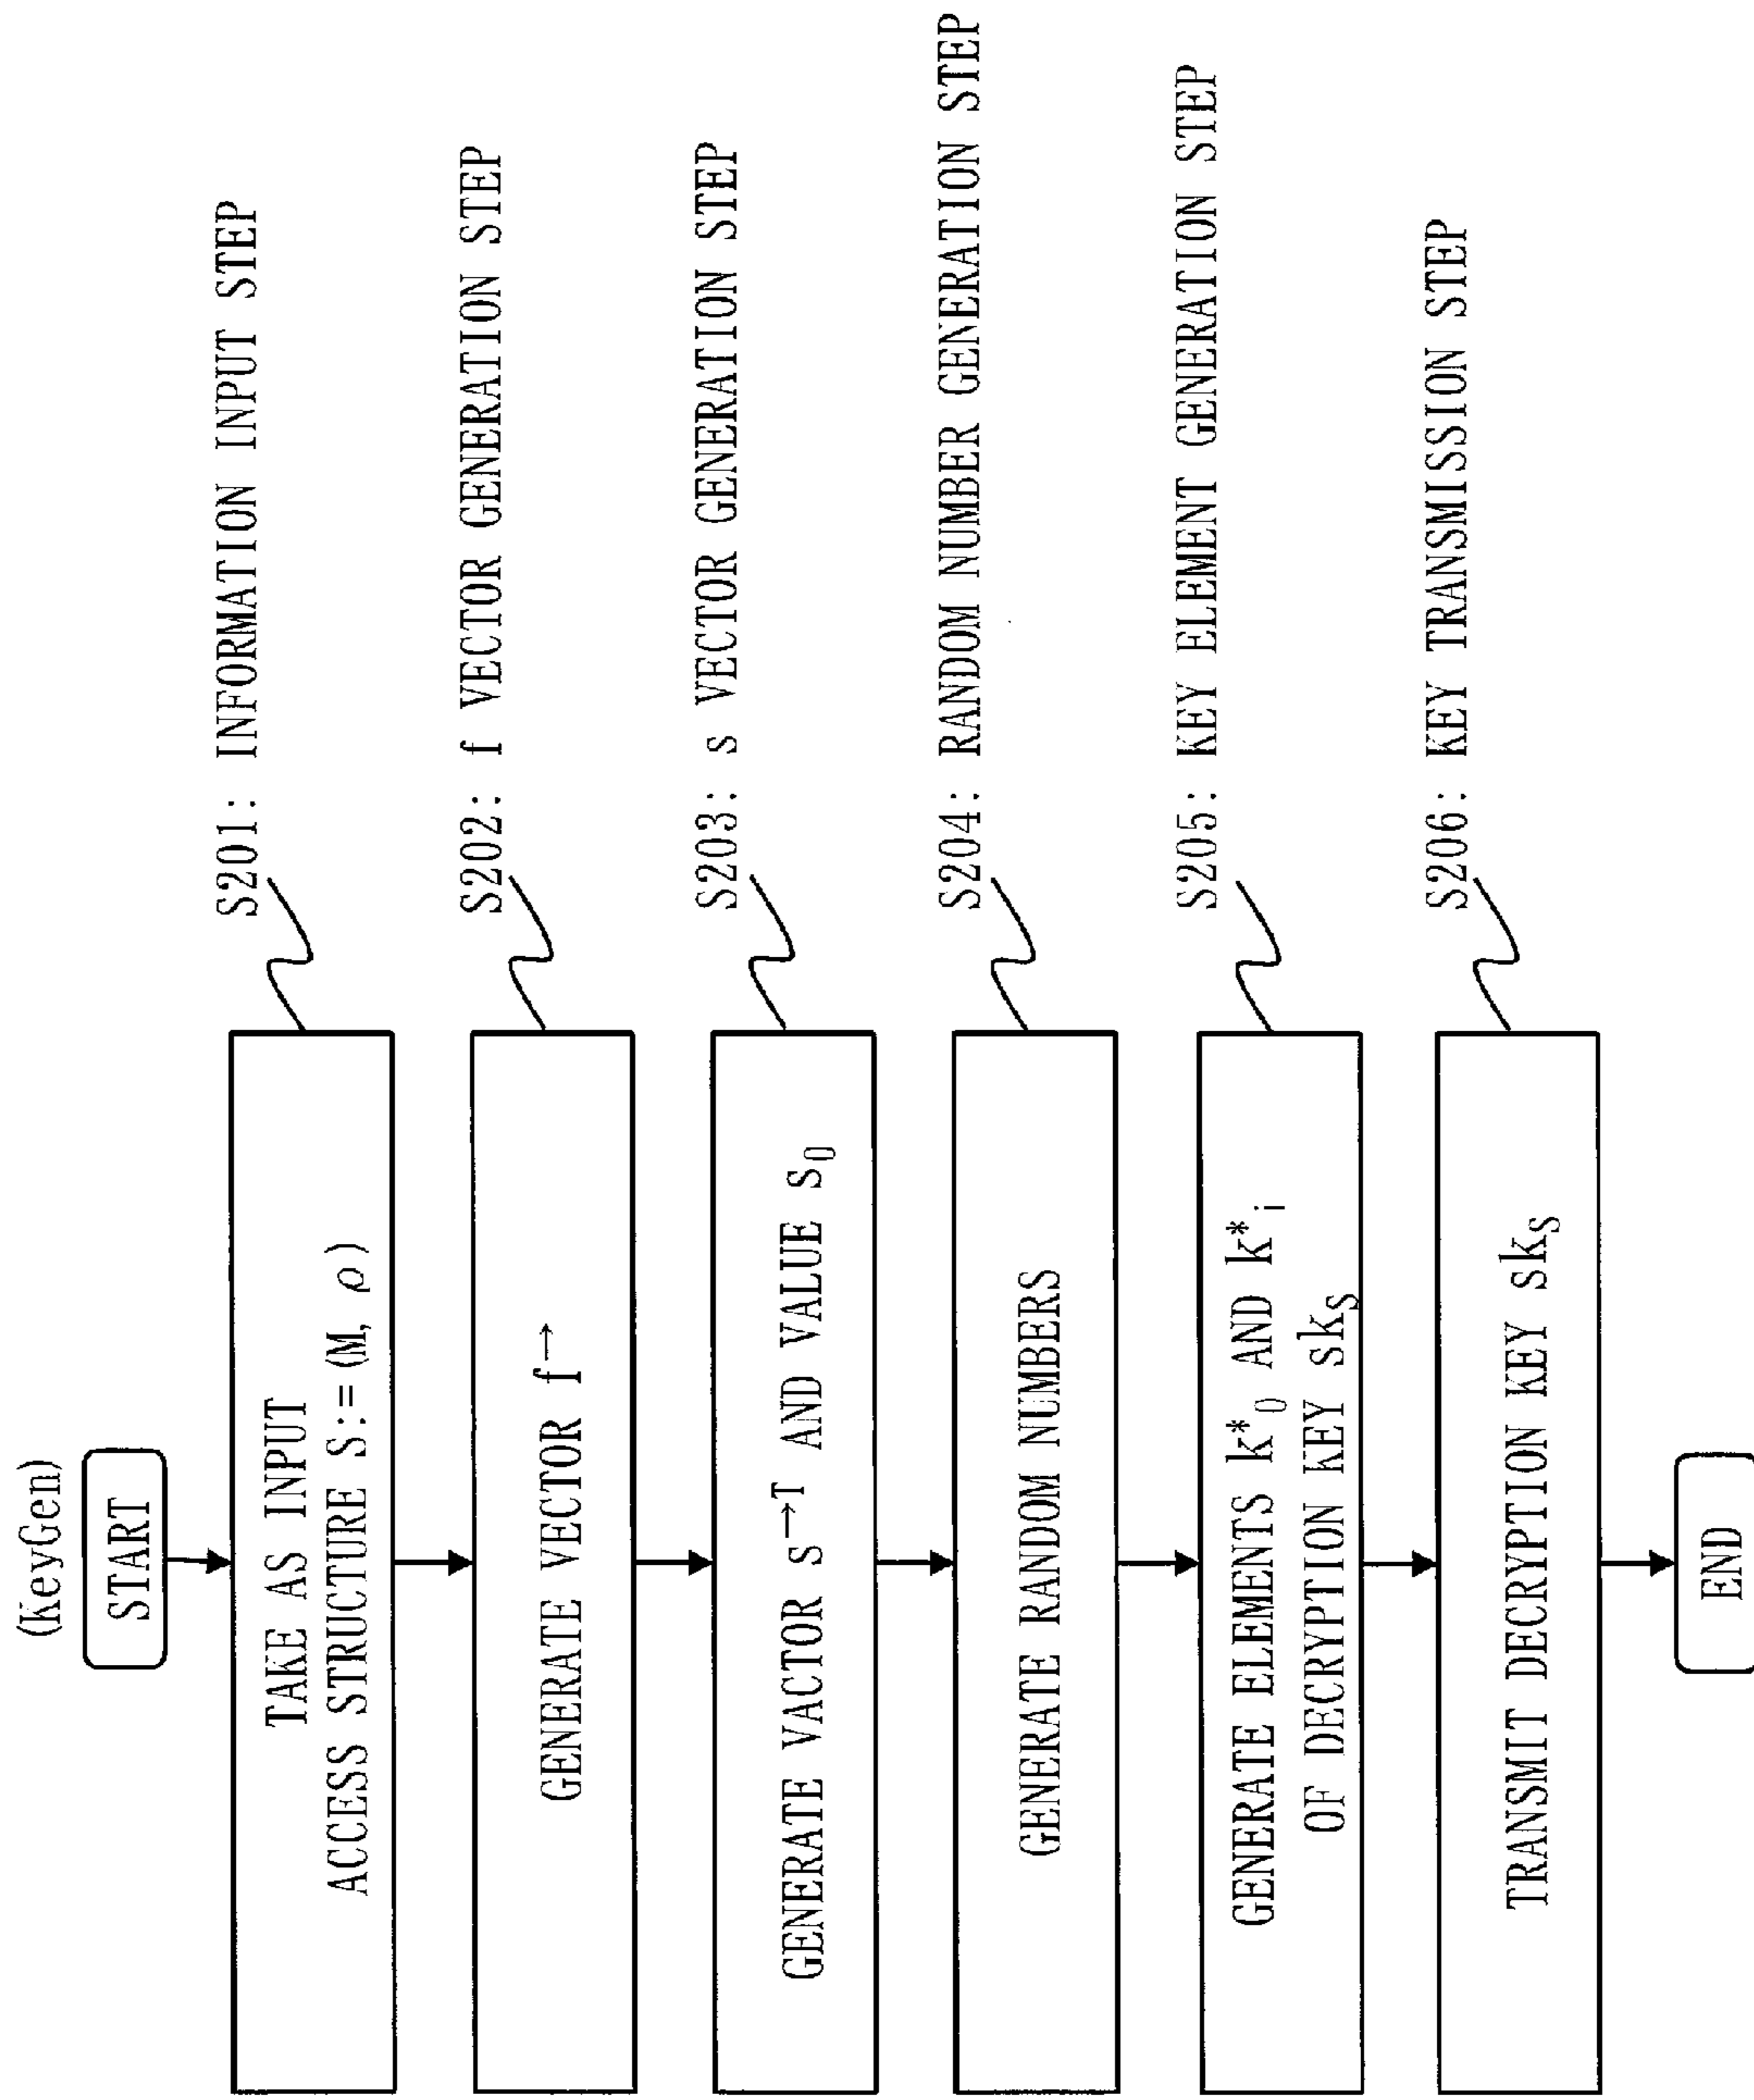 (KeyGen)
START
TAKE AS INPUT
ACCESS STRUCTURE S:=(M, ρ)
S201: INFORMATION INPUT STEP
GENERATE VECTOR f→
S202: f VECTOR GENERATION STEP
GENERATE VACTOR s→T AND VALUE s0
S203: s VECTOR GENERATION STEP
GENERATE RANDOM NUMBERS
S204: RANDOM NUMBER GENERATION STEP
GENERATE ELEMENTS k*0 AND k*i
OF DECRYPTION KEY skS
S205: KEY ELEMENT GENERATION STEP
TRANSMIT DECRYPTION KEY skS
S206: KEY TRANSMISSION STEP
END